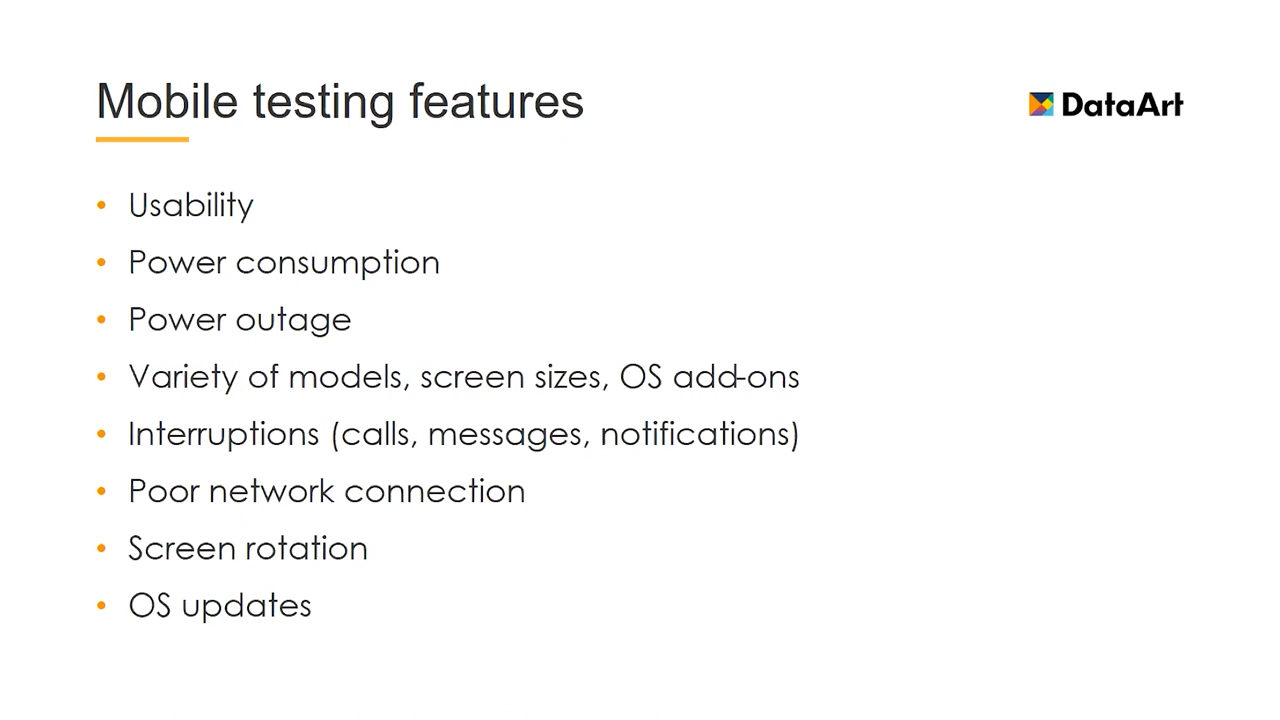 Mobile testing features
DataArt
• Usability
• Power consumption
• Power outage
• Variety of models, screen sizes, OS add-ons
• Interruptions (calls, messages, notifications)
• Poor network connection
• Screen rotation
• OS updates